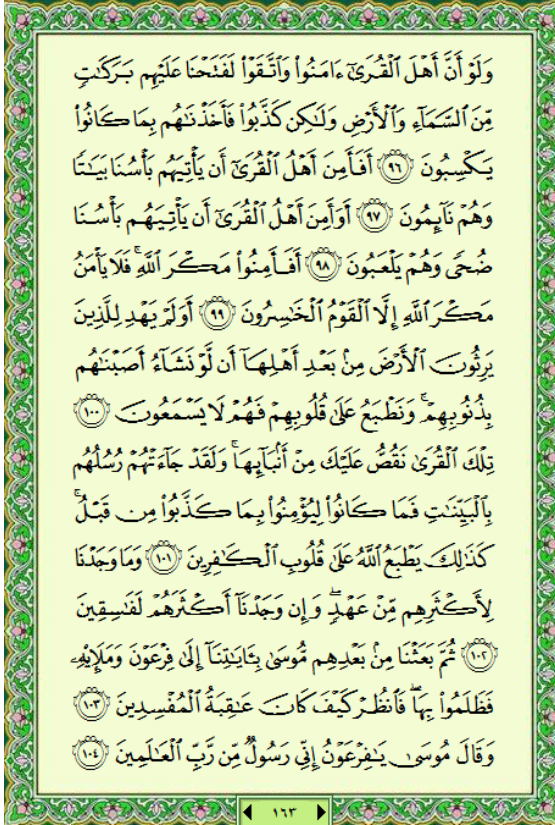 وَلَوْ أَنَّ أَهْلَ ٱلْقُرَىٰٓ ءَامَنُوا۟ وَٱتَّقَوْا۟ لَفَتَحْنَا عَلَيْهِم بَرَكَٰتٍ
مِّنَ ٱلسَّمَآءِ وَٱلْأَرْضِ وَلَٰكِن كَذَّبُوا۟ فَأَخَذْنَٰهُم بِمَا كَانُوا۟
يَكْسِبُونَ ﴿٩٦﴾ أَفَأَمِنَ أَهْلُ ٱلْقُرَىٰٓ أَن يَأْتِيَهُم بَأْسُنَا بَيَٰتًا
وَهُمْ نَآئِمُونَ ﴿٩٧﴾ أَوَأَمِنَ أَهْلُ ٱلْقُرَىٰٓ أَن يَأْتِيَهُم بَأْسُنَا
ضُحًى وَهُمْ يَلْعَبُونَ ﴿٩٨﴾ أَفَأَمِنُوا۟ مَكْرَ ٱللَّهِ ۚ فَلَا يَأْمَنُ
مَكْرَ ٱللَّهِ إِلَّا ٱلْقَوْمُ ٱلْخَٰسِرُونَ ﴿٩٩﴾ أَوَلَمْ يَهْدِ لِلَّذِينَ
يَرِثُونَ ٱلْأَرْضَ مِنۢ بَعْدِ أَهْلِهَآ أَن لَّوْ نَشَآءُ أَصَبْنَٰهُم
بِذُنُوبِهِمْ ۚ وَنَطْبَعُ عَلَىٰ قُلُوبِهِمْ فَهُمْ لَا يَسْمَعُونَ ﴿١٠٠﴾
تِلْكَ ٱلْقُرَىٰ نَقُصُّ عَلَيْكَ مِنْ أَنۢبَآئِهَا ۚ وَلَقَدْ جَآءَتْهُمْ رُسُلُهُم
بِٱلْبَيِّنَٰتِ فَمَا كَانُوا۟ لِيُؤْمِنُوا۟ بِمَا كَذَّبُوا۟ مِن قَبْلُ ۚ
كَذَٰلِكَ يَطْبَعُ ٱللَّهُ عَلَىٰ قُلُوبِ ٱلْكَٰفِرِينَ ﴿١٠١﴾ وَمَا وَجَدْنَا
لِأَكْثَرِهِم مِّنْ عَهْدٍ ۖ وَإِن وَجَدْنَآ أَكْثَرَهُمْ لَفَٰسِقِينَ
﴿١٠٢﴾ ثُمَّ بَعَثْنَا مِنۢ بَعْدِهِم مُّوسَىٰ بِـَٔايَٰتِنَآ إِلَىٰ فِرْعَوْنَ وَمَلَإِي۟هِۦ
فَظَلَمُوا۟ بِهَا ۖ فَٱنظُرْ كَيْفَ كَانَ عَٰقِبَةُ ٱلْمُفْسِدِينَ ﴿١٠٣﴾
وَقَالَ مُوسَىٰ يَٰفِرْعَوْنُ إِنِّى رَسُولٌ مِّن رَّبِّ ٱلْعَٰلَمِينَ ﴿١٠٤﴾
١٦٣